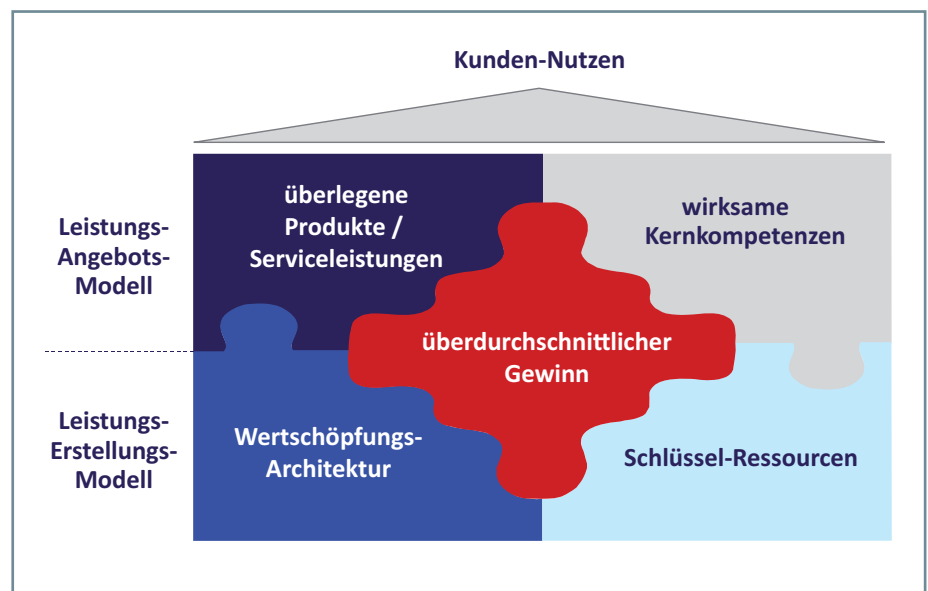 Kunden-Nutzen
Leistungs-
Angebots-
Modell
überlegene
Produkte /
Serviceleistungen
wirksame
Kernkompetenzen
überdurchschnittlicher
Gewinn
Leistungs-
Erstellungs-
Modell
Wertschöpfungs-
Architektur
Schlüssel-Ressourcen